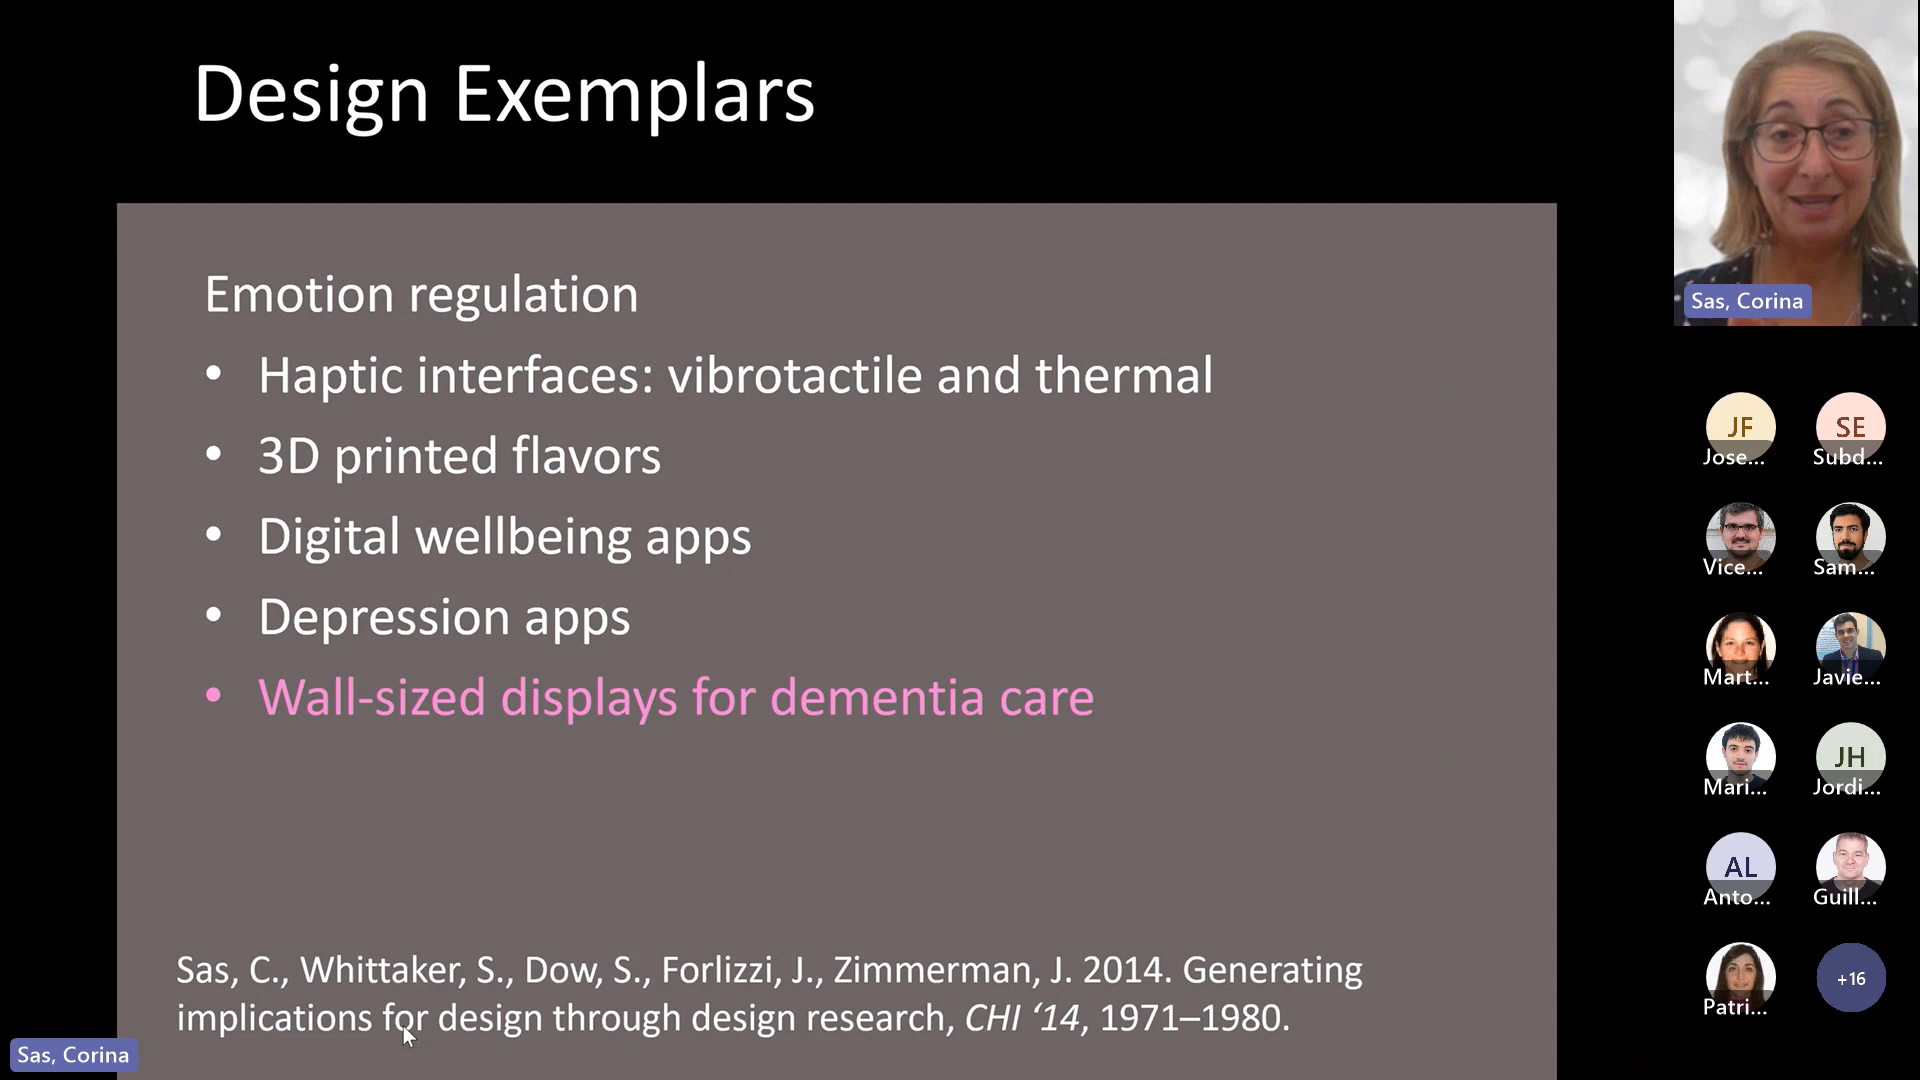 Design Exemplars
Emotion regulation
• Haptic interfaces: vibrotactile and thermal
• 3D printed flavors
• Digital wellbeing apps
• Depression apps
• Wall-sized displays for dementia care
Sas, C., Whittaker, S., Dow, S., Forlizzi, J., Zimmerman, J. 2014. Generating
implications for design through design research, CHI ‘14, 1971–1980.
Sas, Corina
Sas, Corina
JF
Jose...
SE
Subd...
Vice...
Sam...
Mart...
Javie...
Mari...
JH
Jordi...
AL
Anto...
Guill...
Patri...
+16